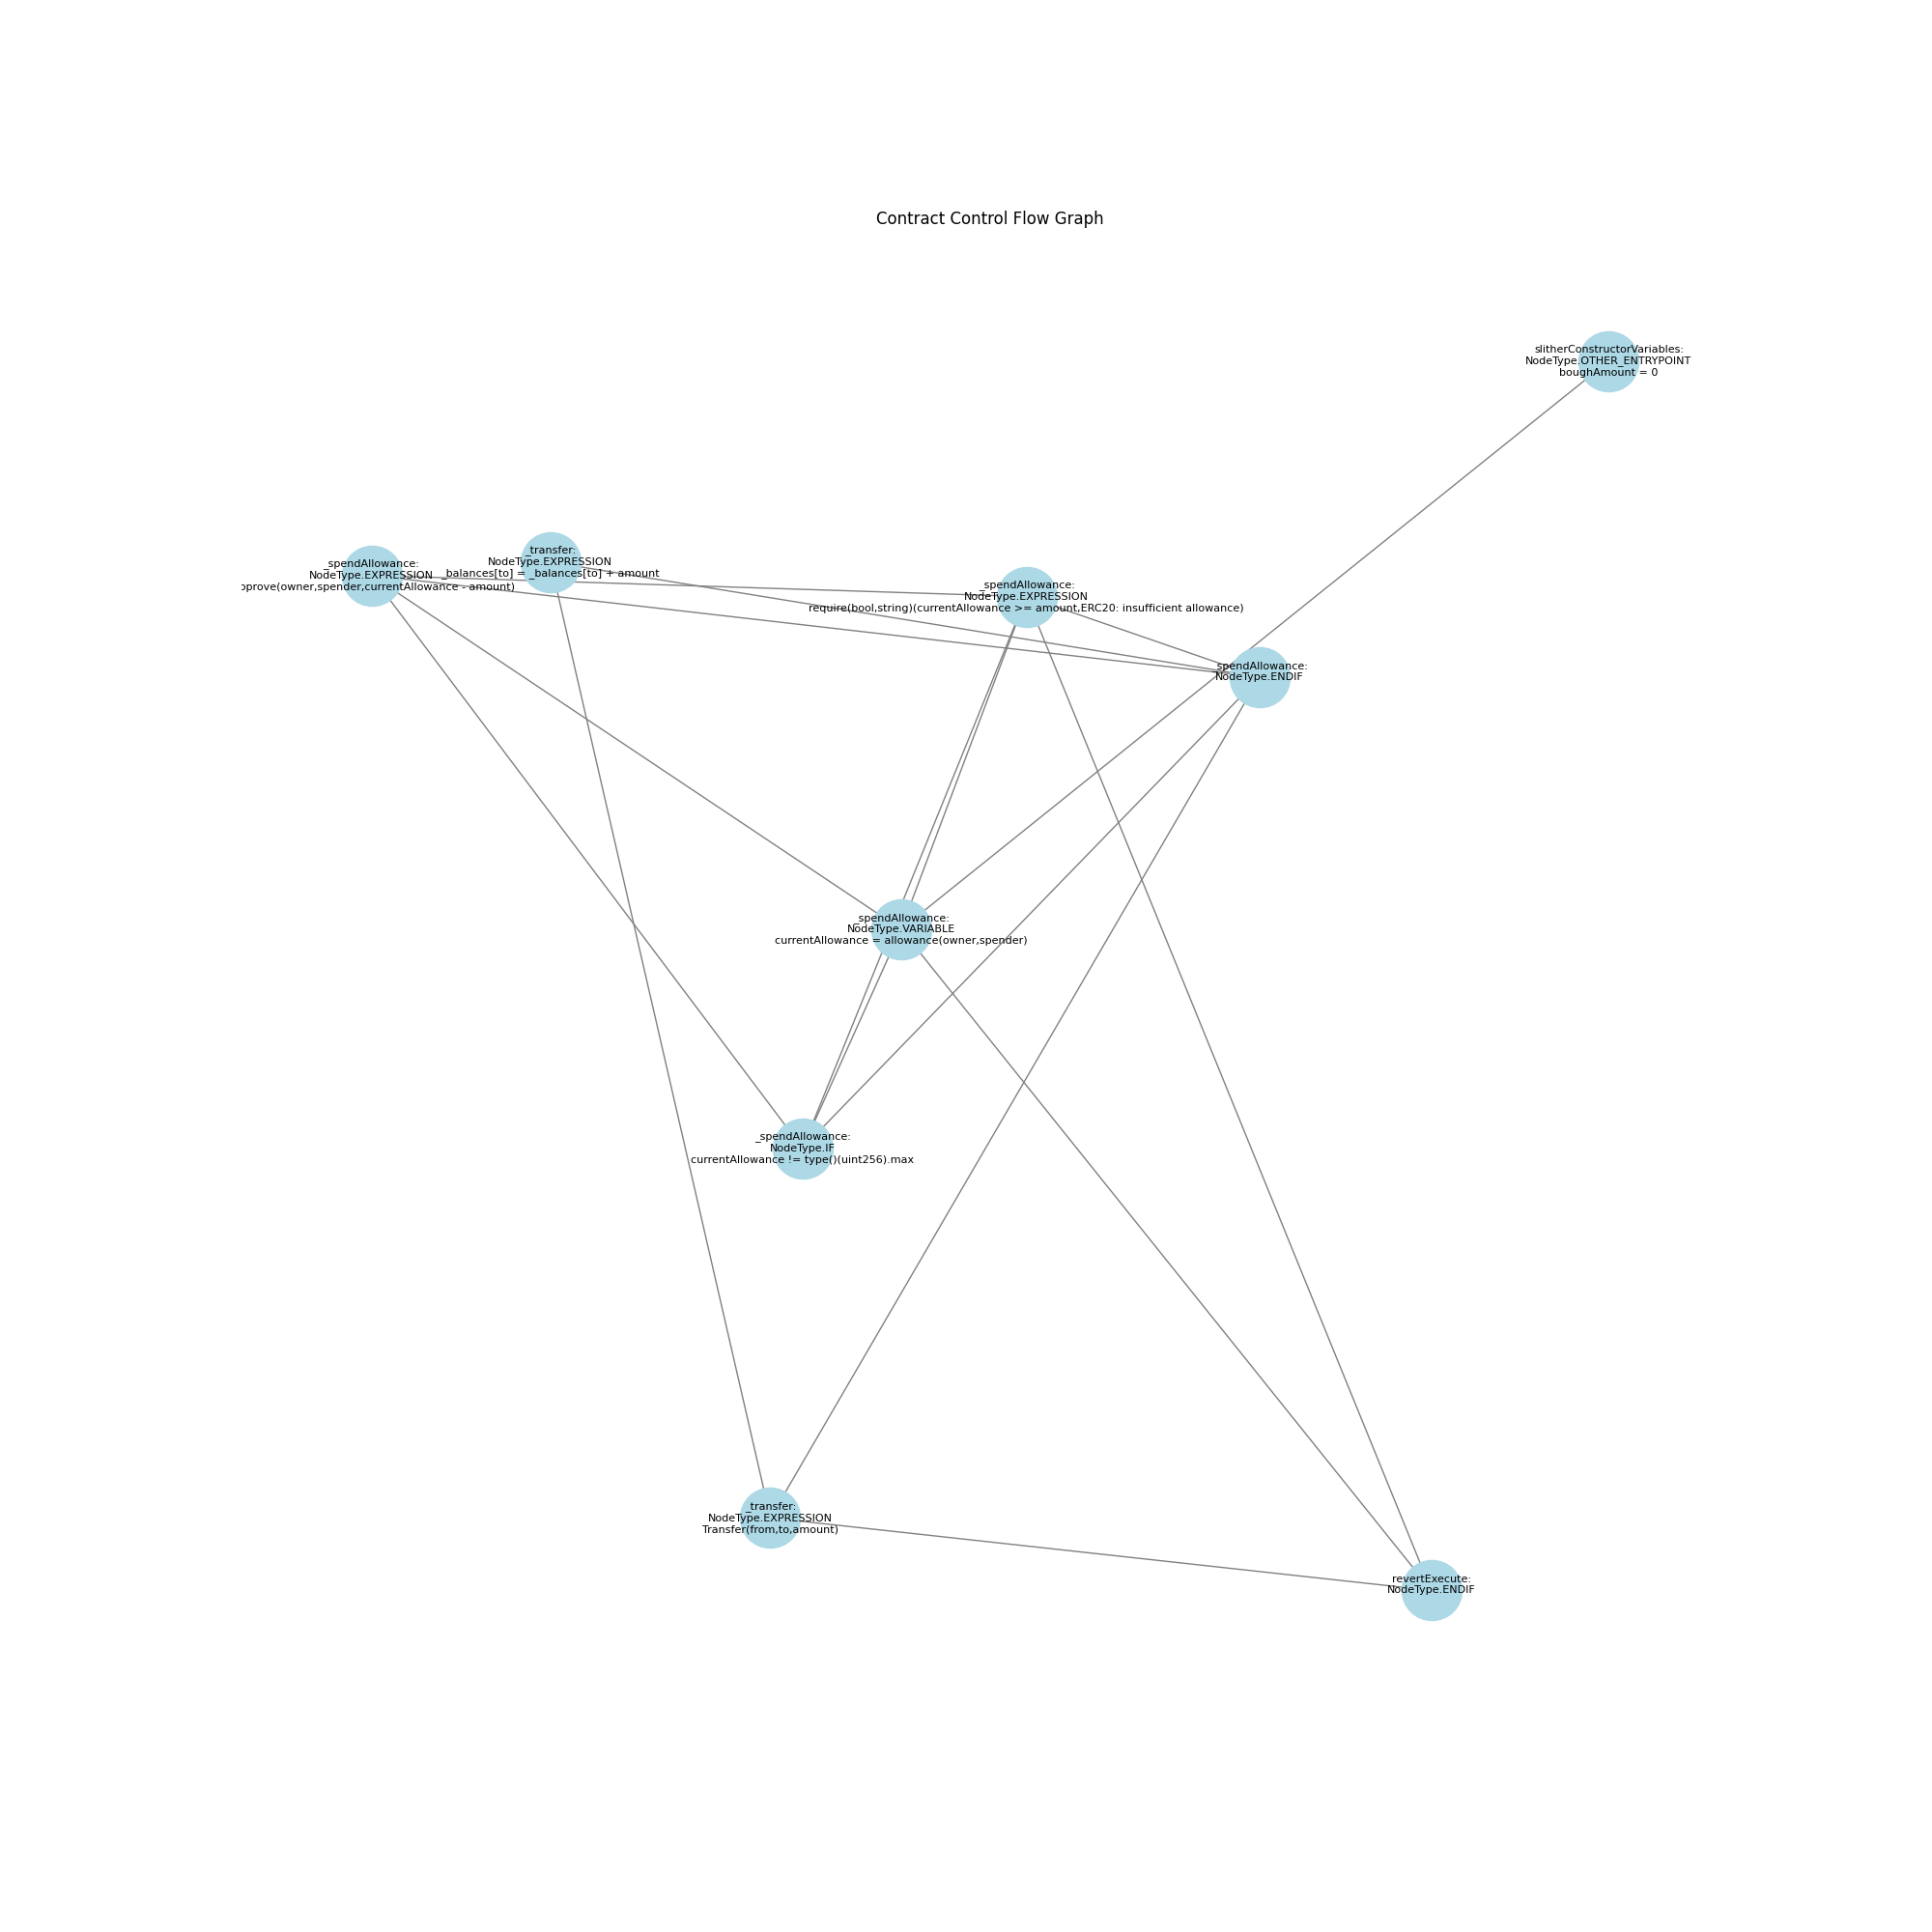 Contract Control Flow Graph
slitherConstructorVariables:
NodeType.OTHER_ENTRYPOINT
boughAmount = 0
_transfer:
NodeType.EXPRESSION
_balances[to] = _balances[to] + amount
_spendAllowance:
NodeType.EXPRESSION
pprove(owner,spender,currentAllowance - amount)
_spendAllowance:
NodeType.EXPRESSION
require(bool,string)(currentAllowance >= amount,ERC20: insufficient allowance)
_spendAllowance:
NodeType.ENDIF
_spendAllowance:
NodeType.VARIABLE
currentAllowance = allowance(owner,spender)
_spendAllowance:
NodeType.IF
currentAllowance != type()(uint256).max
_transfer:
NodeType.EXPRESSION
Transfer(from,to,amount)
revertExecute:
NodeType.ENDIF